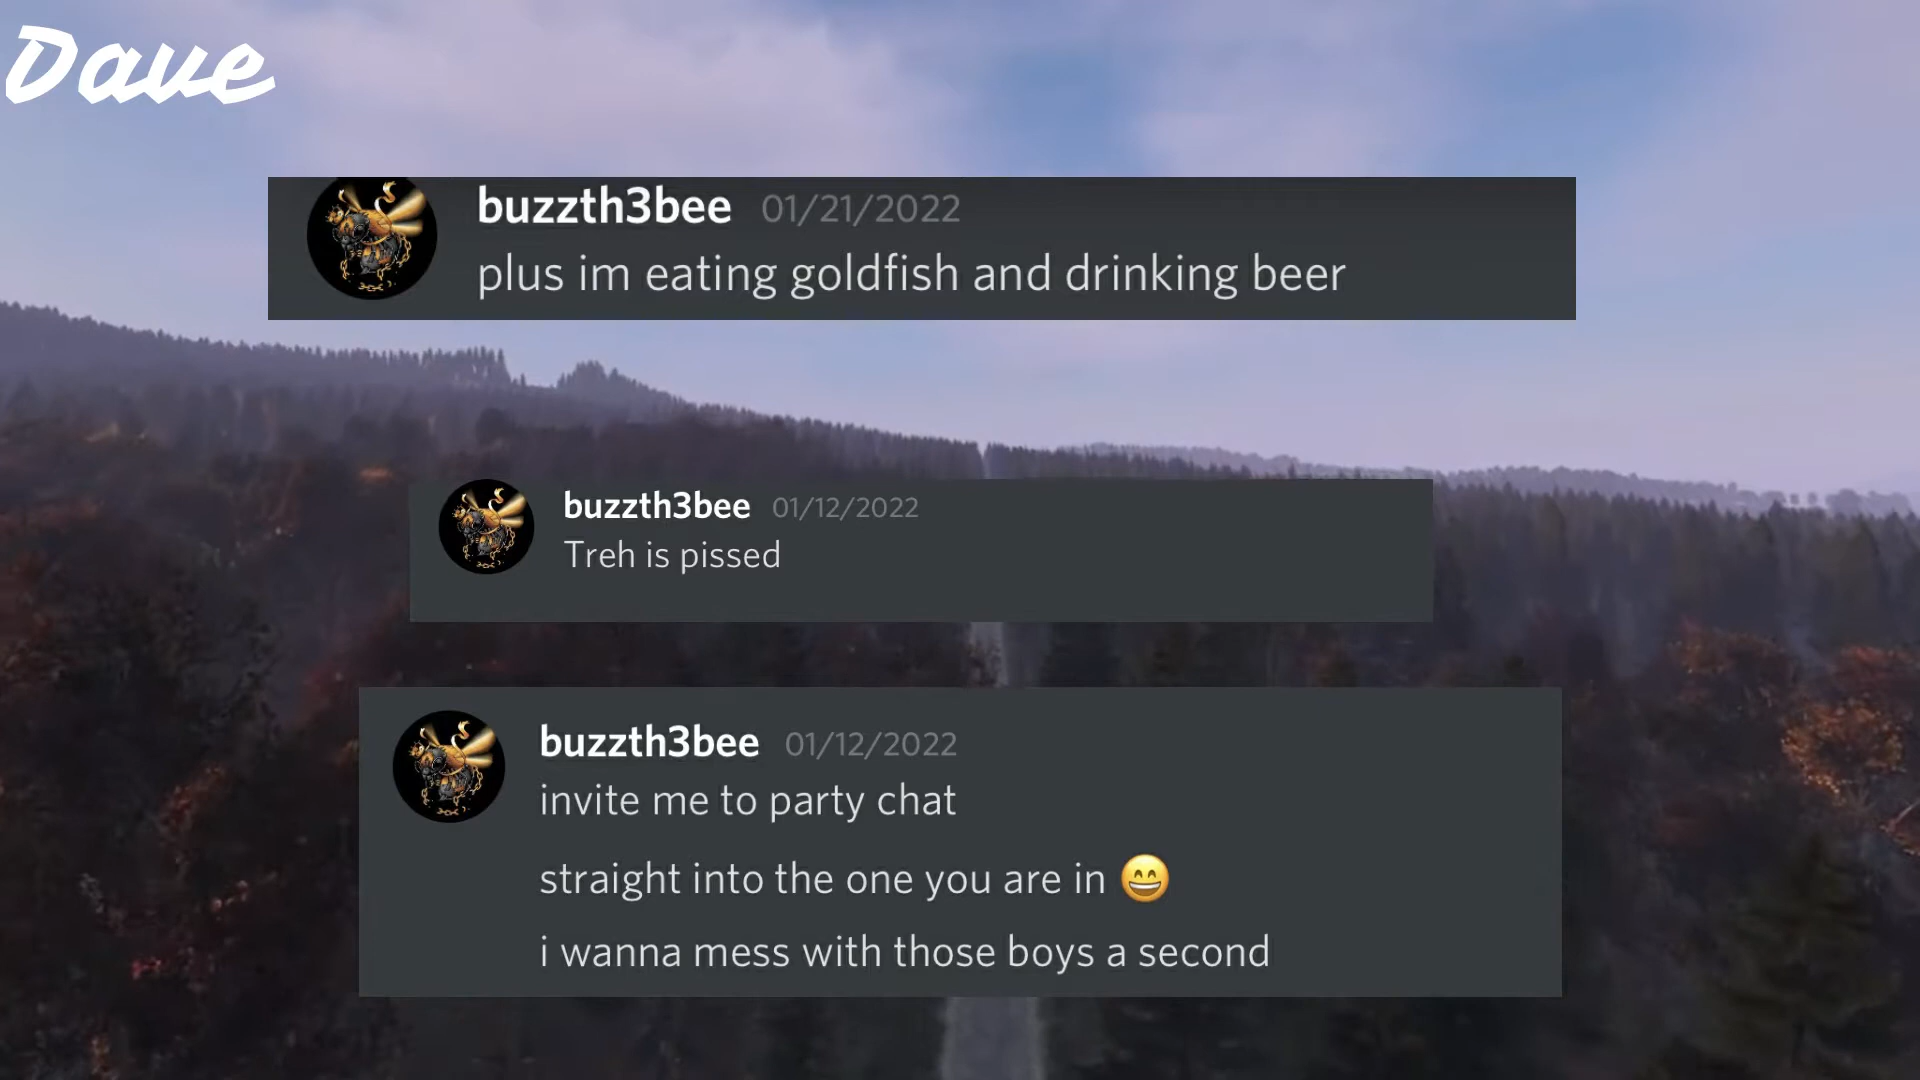 Dave
buzzth3bee 01/21/2022
plus im eating goldfish and drinking beer
buzzth3bee 01/12/2022
Treh is pissed
buzzth3bee 01/12/2022
invite me to party chat
straight into the one you are in 😄
i wanna mess with those boys a second